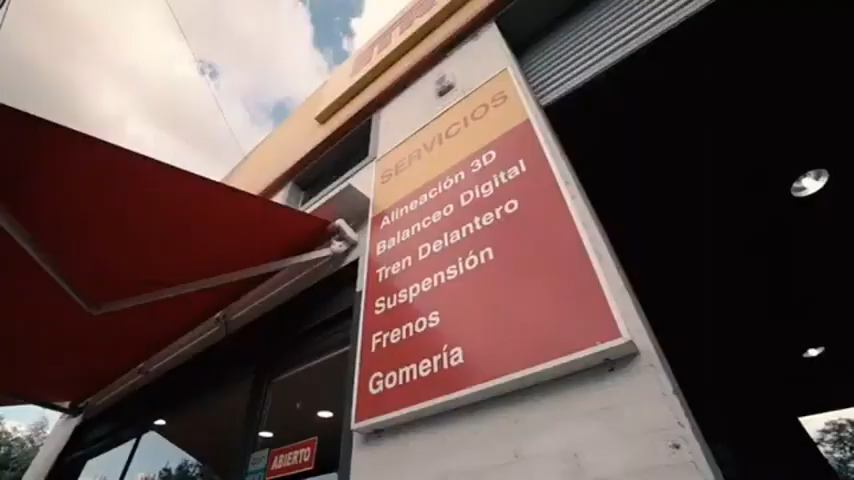 SERVICIOS
Alineación 3D
Balanceo Digital
Tren Delantero
Suspensión
Frenos
Gomería
ABIERTO